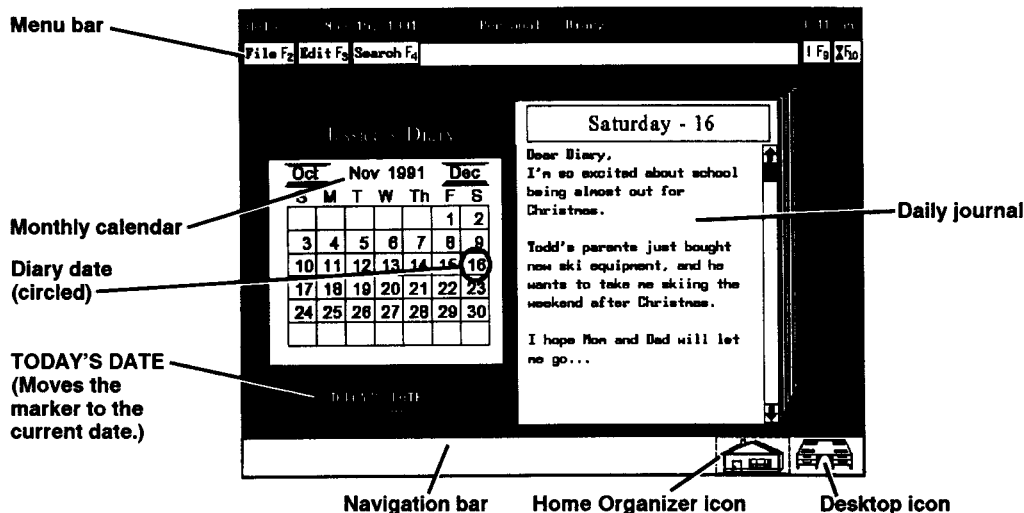 Menu bar
Personal Diary
File F2 Edit F3 Search F4
F9 F10
Diary
Saturday - 16
Oct Nov 1991 Dec
S M T W Th F S
1 2
3 4 5 6 7 8 9
10 11 12 13 14 15 16
17 18 19 20 21 22 23
24 25 26 27 28 29 30
Dear Diary,
I'm so excited about school
being almost out for
Christmas.
Todd's parents just bought
new ski equipment, and he
wants to take me skiing the
weekend after Christmas.
I hope Mom and Dad will let
me go...
Daily journal
Monthly calendar
Diary date
(circled)
TODAY'S DATE
(Moves the
marker to the
current date.)
TODAY'S DATE
Navigation bar
Home Organizer icon
Desktop icon